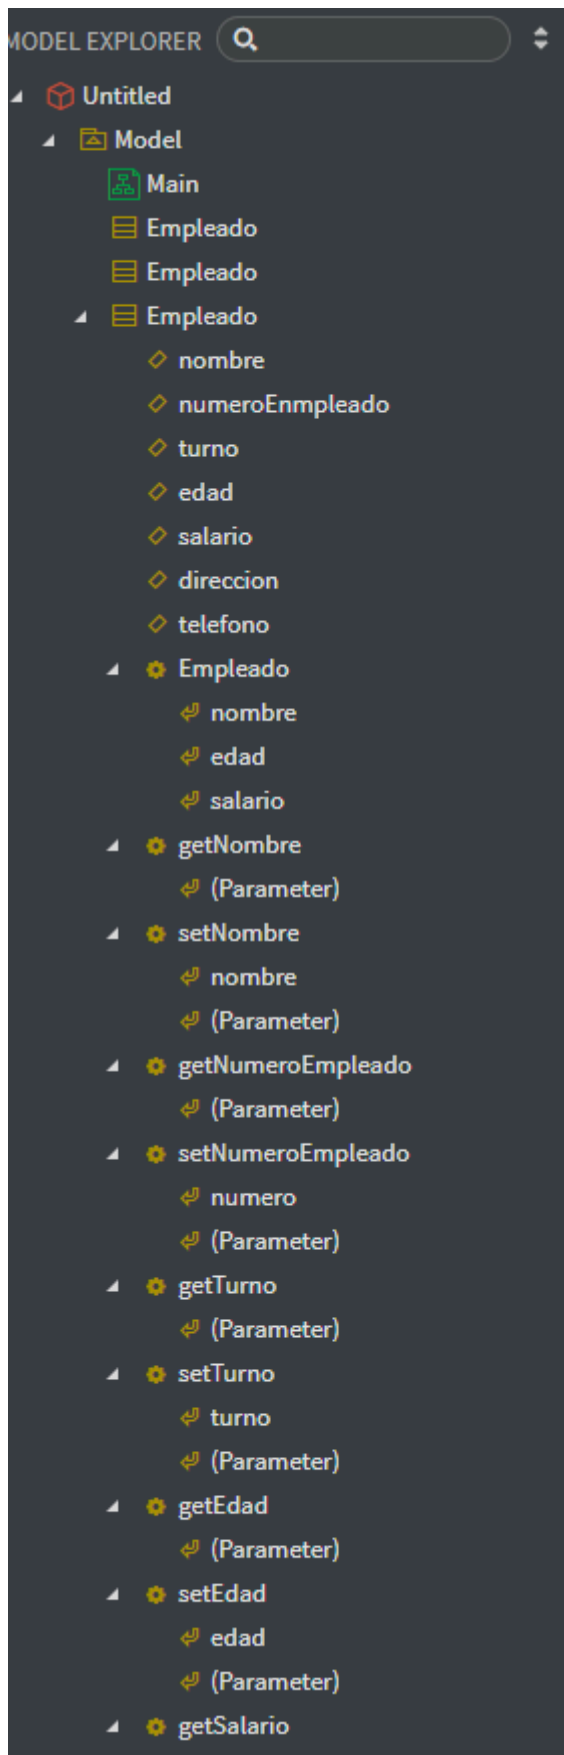 MODEL EXPLORER
Untitled
Model
Main
Empleado
Empleado
Empleado
nombre
numeroEnmpleado
turno
edad
salario
direccion
telefono
Empleado
nombre
edad
salario
getNombre
(Parameter)
setNombre
nombre
(Parameter)
getNumeroEmpleado
(Parameter)
setNumeroEmpleado
numero
(Parameter)
getTurno
(Parameter)
setTurno
turno
(Parameter)
getEdad
(Parameter)
setEdad
edad
(Parameter)
getSalario